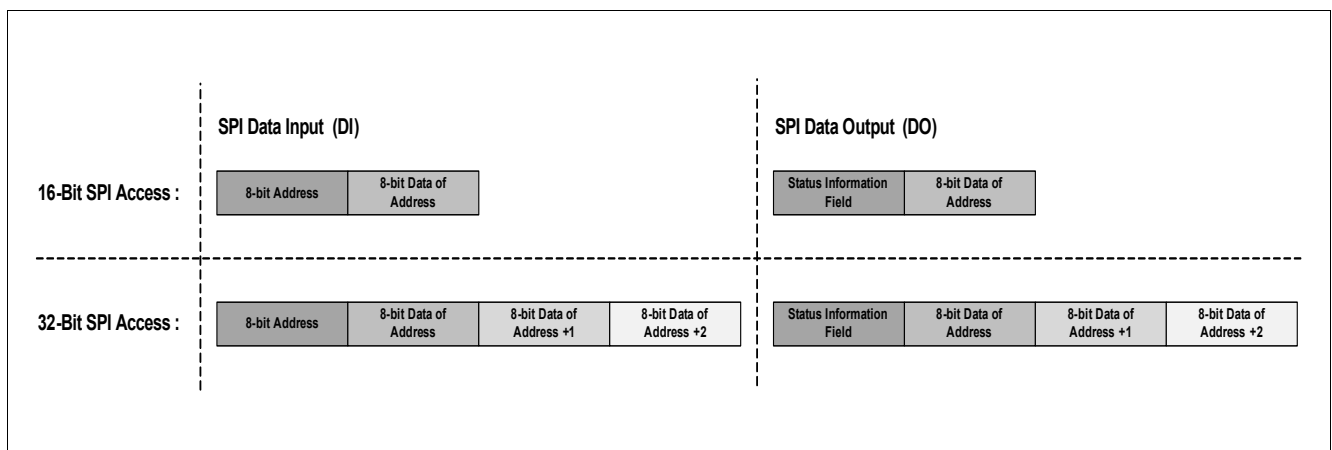 SPI Data Input (DI)
SPI Data Output (DO)
16-Bit SPI Access :
8-bit Address
8-bit Data of
Address
Status Information
Field
8-bit Data of
Address
32-Bit SPI Access :
8-bit Address
8-bit Data of
Address
8-bit Data of
Address +1
8-bit Data of
Address +2
Status Information
Field
8-bit Data of
Address
8-bit Data of
Address +1
8-bit Data of
Address +2